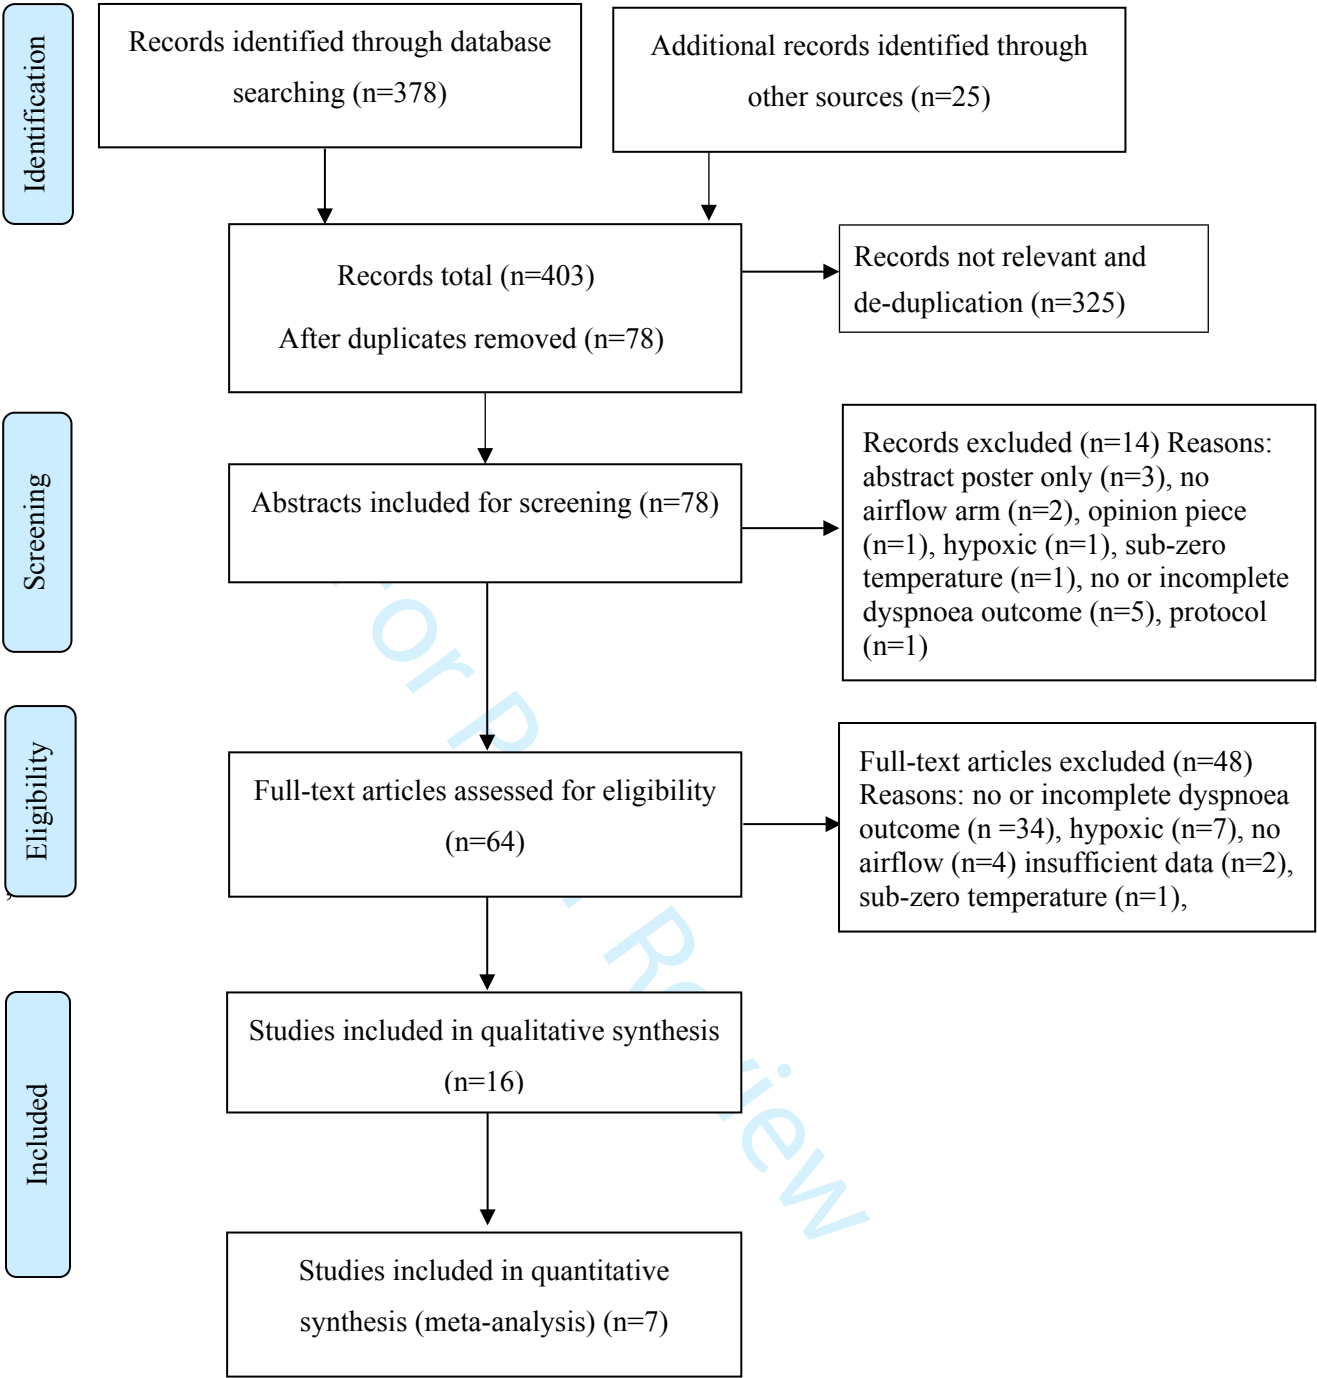 Identification
Records identified through database
searching (n=378)
Additional records identified through
other sources (n=25)
Records total (n=403)
After duplicates removed (n=78)
Records not relevant and
de-duplication (n=325)
Screening
Abstracts included for screening (n=78)
Records excluded (n=14) Reasons:
abstract poster only (n=3), no
airflow arm (n=2), opinion piece
(n=1), hypoxic (n=1), sub-zero
temperature (n=1), no or incomplete
dyspnoea outcome (n=5), protocol
(n=1)
Eligibility
,
Full-text articles assessed for eligibility
(n=64)
Full-text articles excluded (n=48)
Reasons: no or incomplete dyspnoea
outcome (n =34), hypoxic (n=7), no
airflow (n=4) insufficient data (n=2),
sub-zero temperature (n=1),
Included
Studies included in qualitative synthesis
(n=16)
Studies included in quantitative
synthesis (meta-analysis) (n=7)